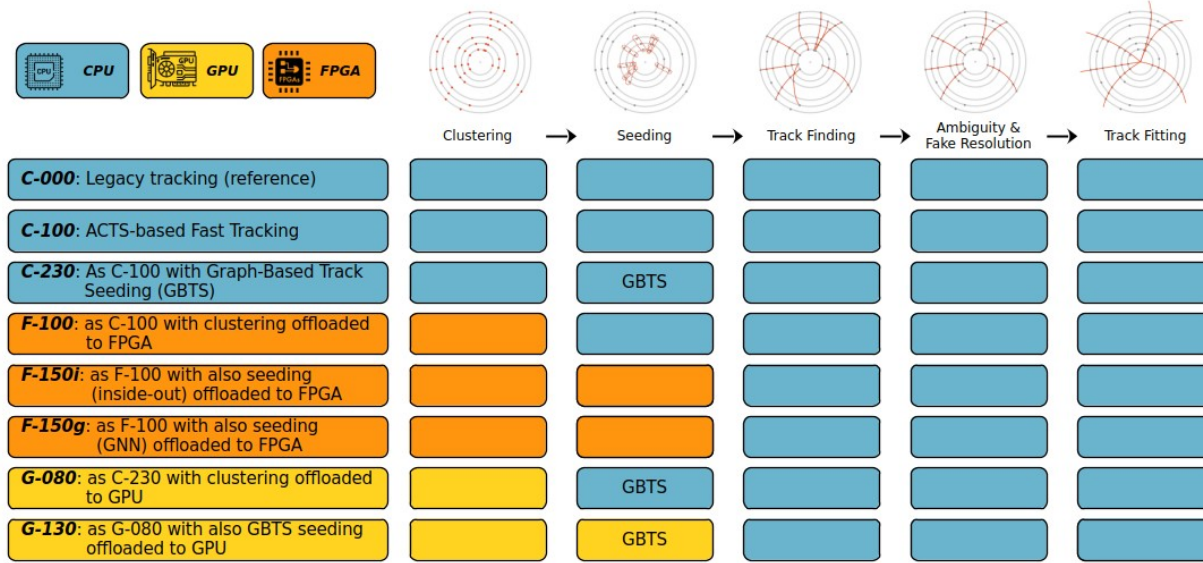 CPU
CPU
GPU
GPU
FPGAs
FPGA
Clustering
Seeding
Track Finding
Ambiguity &
Fake Resolution
Track Fitting
C-000: Legacy tracking (reference)
C-100: ACTS-based Fast Tracking
C-230: As C-100 with Graph-Based Track
Seeding (GBTS)
GBTS
F-100: as C-100 with clustering offloaded
to FPGA
F-150i: as F-100 with also seeding
(inside-out) offloaded to FPGA
F-150g: as F-100 with also seeding
(GNN) offloaded to FPGA
G-080: as C-230 with clustering offloaded
to GPU
GBTS
G-130: as G-080 with also GBTS seeding
offloaded to GPU
GBTS